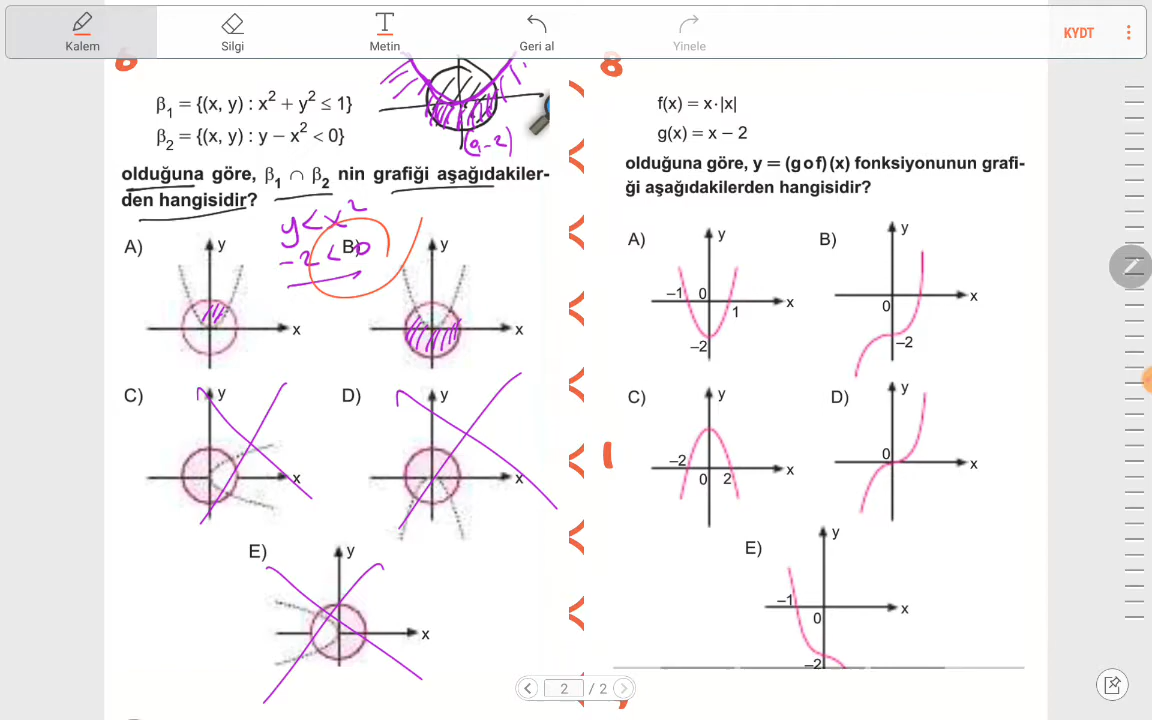 Kalem
Silgi
Metin
Geri al
Yinele
KYDT
6
β₁ = {(x, y) : x² + y² ≤ 1}
β₂ = {(x, y) : y − x² < 0}
olduğuna göre, β₁ ∩ β₂ nin grafiği aşağıdakiler-
den hangisidir?
y < x²
A)
y
x
B)
y
x
C)
y
x
D)
y
x
E)
y
x
8
f(x) = x·|x|
g(x) = x − 2
olduğuna göre, y = (gof)(x) fonksiyonunun grafi-
ği aşağıdakilerden hangisidir?
A)
y
−1
0
1
x
−2
B)
y
0
x
−2
C)
y
−2
0
2
x
D)
y
0
x
E)
y
−1
0
x
−2
2 / 2